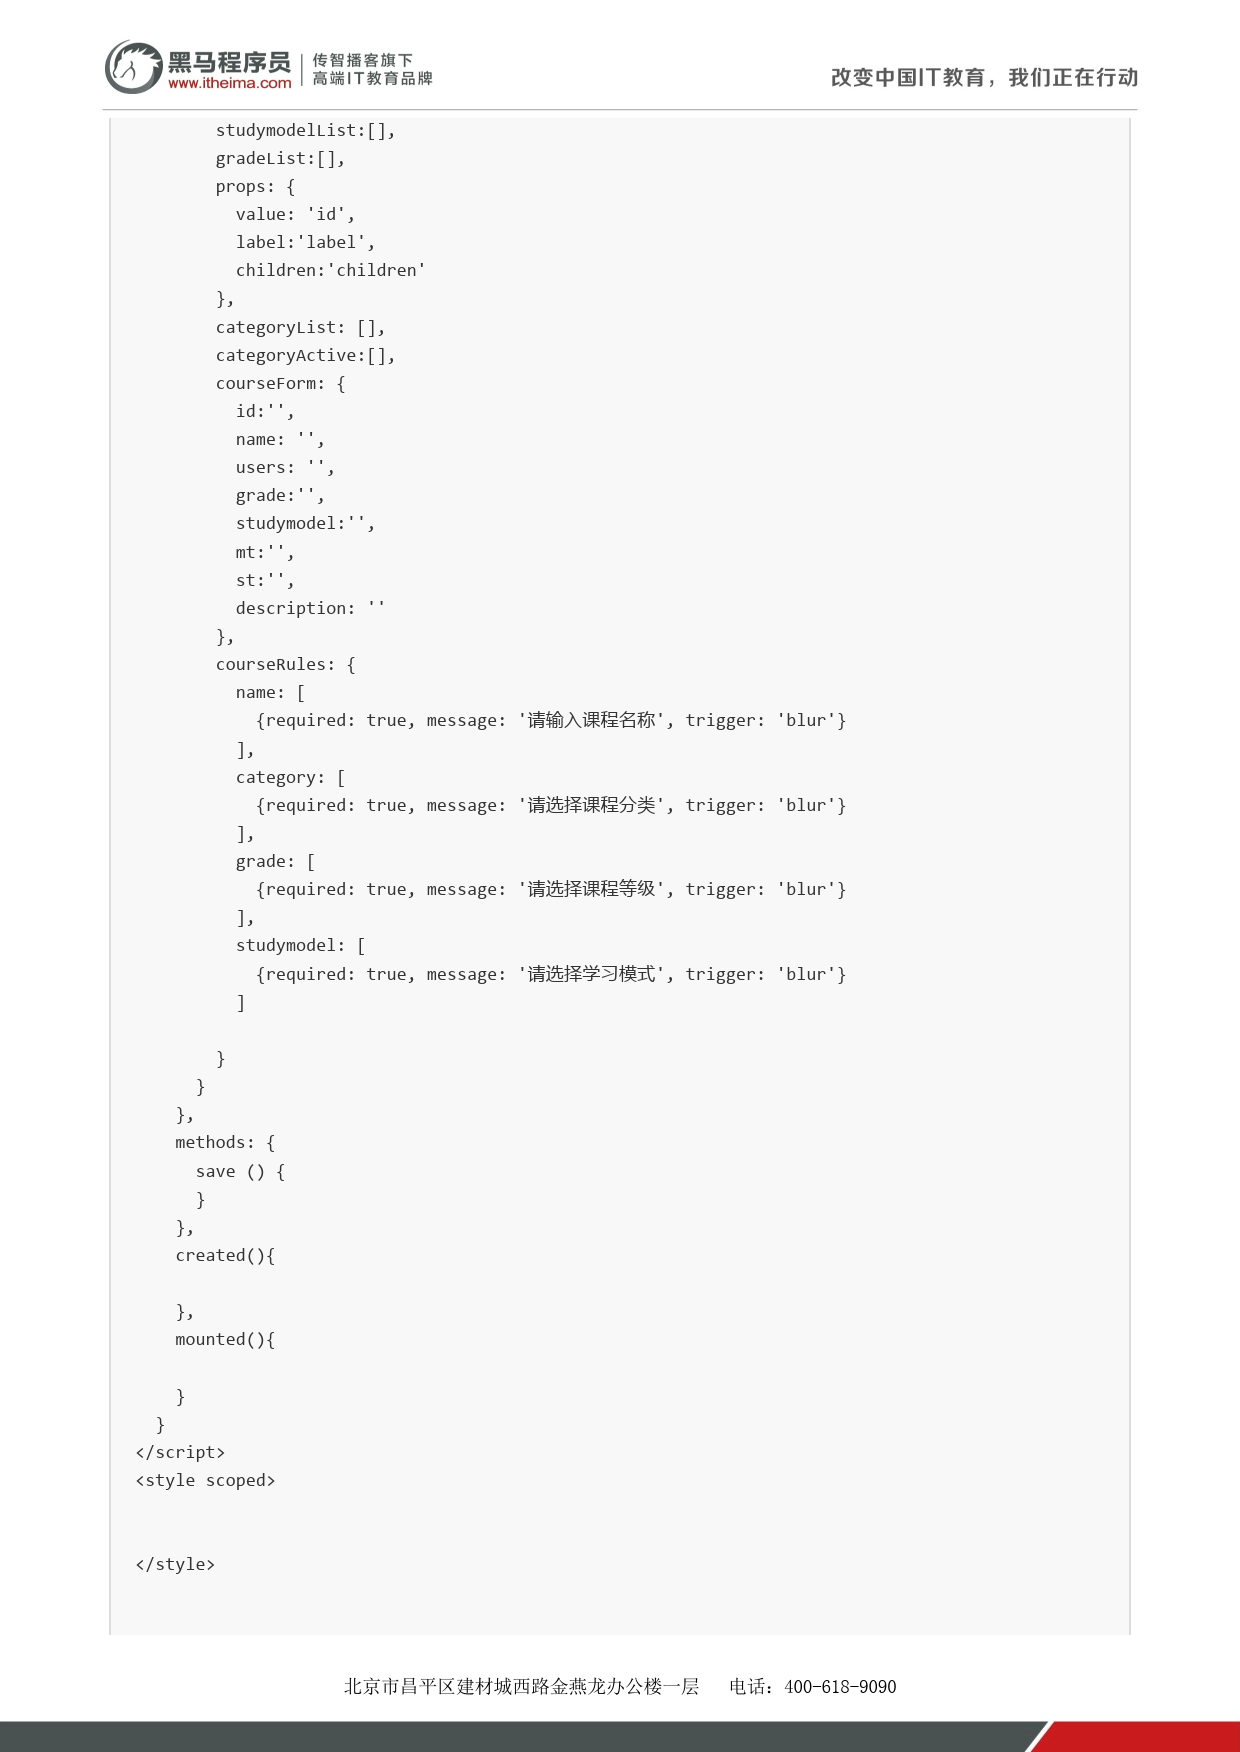 黑马程序员
www.itheima.com
传智播客旗下
高端IT教育品牌
改变中国IT教育，我们正在行动
studymodelList:[],
gradeList:[],
props: {
value: 'id',
label:'label',
children:'children'
},
categoryList: [],
categoryActive:[],
courseForm: {
id:'',
name: '',
users: '',
grade:'',
studymodel:'',
mt:'',
st:'',
description: ''
},
courseRules: {
name: [
{required: true, message: '请输入课程名称', trigger: 'blur'}
],
category: [
{required: true, message: '请选择课程分类', trigger: 'blur'}
],
grade: [
{required: true, message: '请选择课程等级', trigger: 'blur'}
],
studymodel: [
{required: true, message: '请选择学习模式', trigger: 'blur'}
]
}
}
},
methods: {
save () {
}
},
created(){
},
mounted(){
}
}
</script>
<style scoped>
</style>
北京市昌平区建材城西路金燕龙办公楼一层 电话：400-618-9090